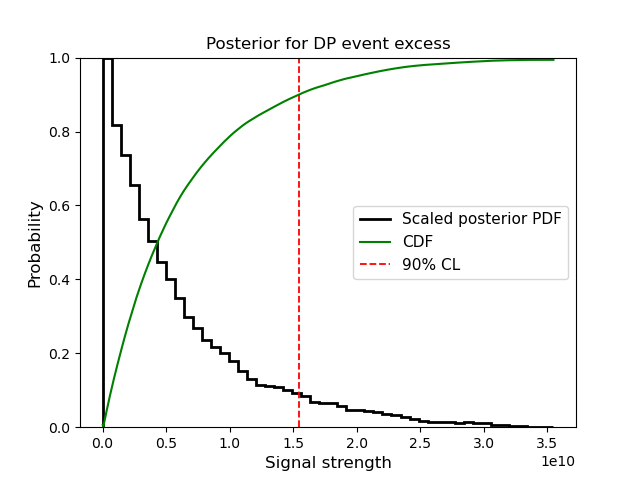 Posterior for DP event excess
1.0
0.8
0.6
0.4
0.2
0.0
Probability
Scaled posterior PDF
CDF
90% CL
0.0 0.5 1.0 1.5 2.0 2.5 3.0 3.5
1e10
Signal strength